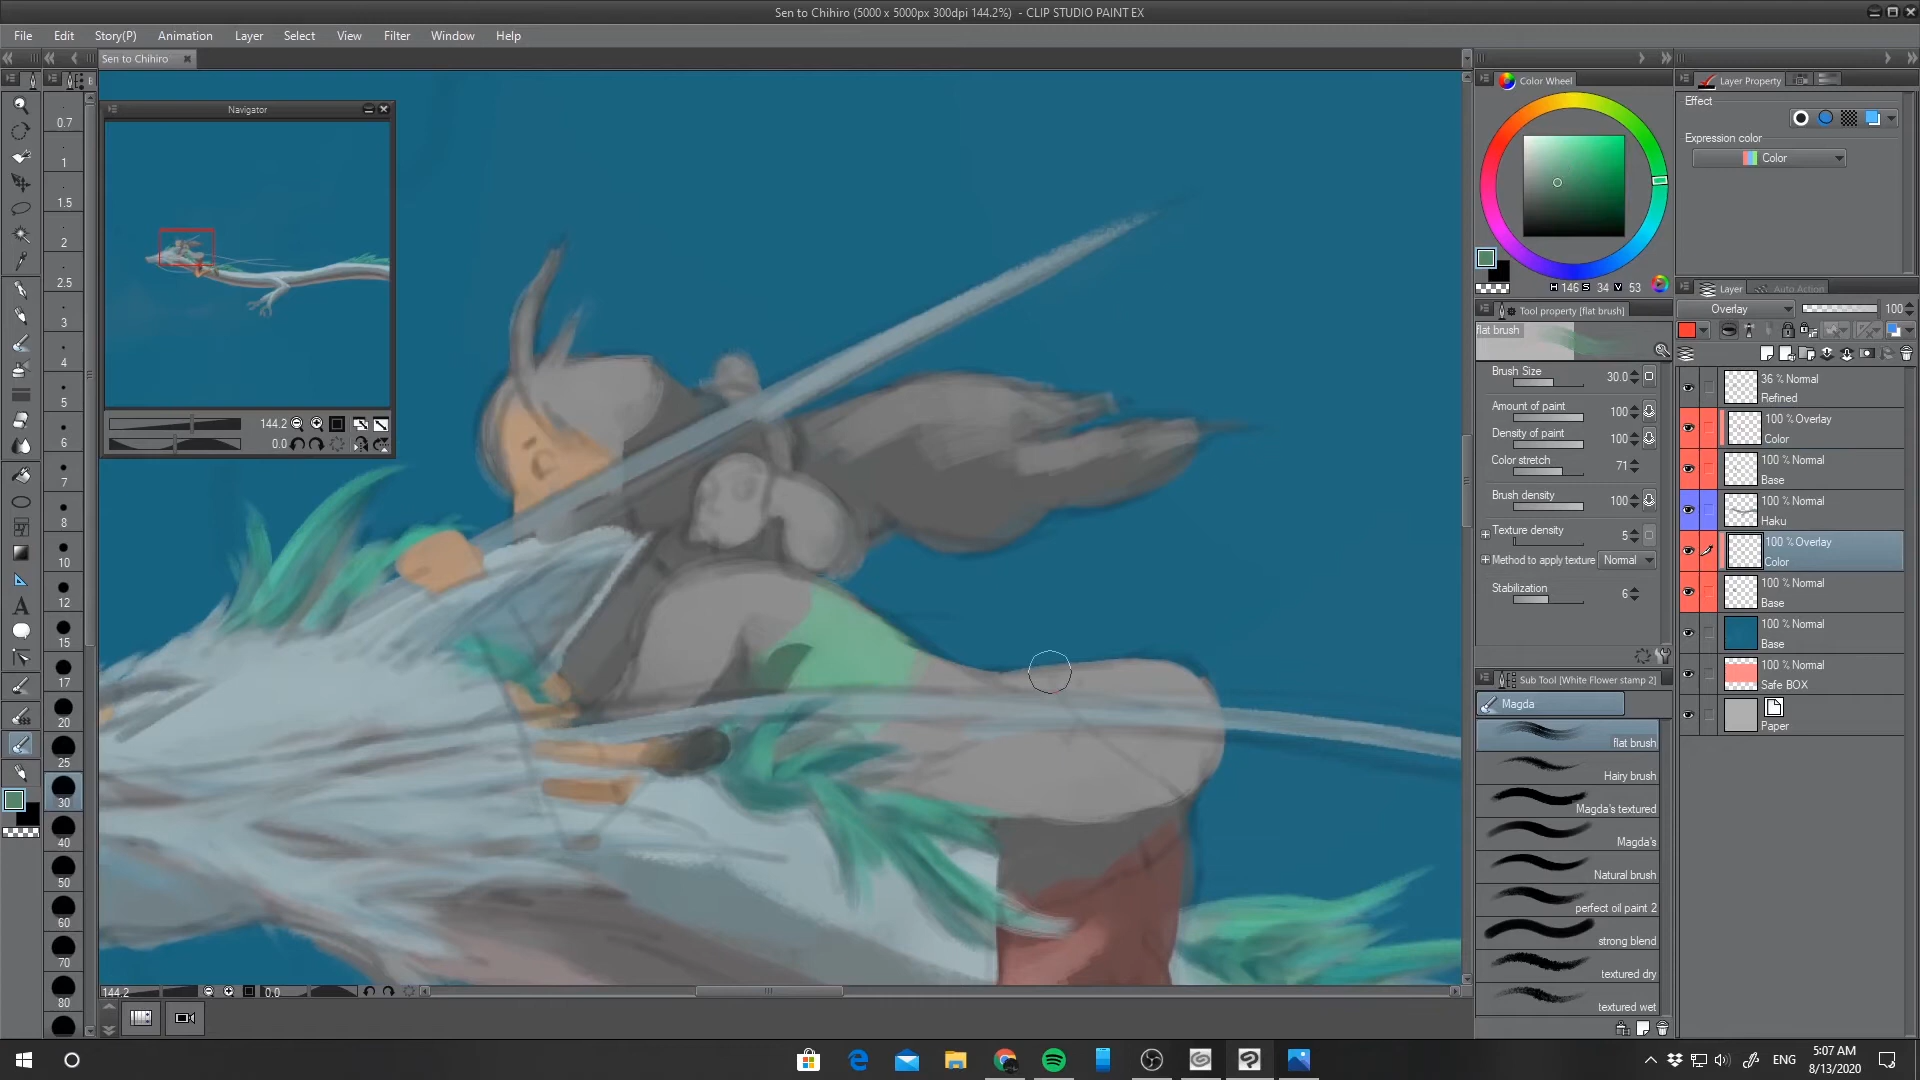 Sen to Chihiro (5000 x 5000px 300dpi 144.2%) - CLIP STUDIO PAINT EX
File Edit Story(P) Animation Layer Select View Filter Window Help
Sen to Chihiro
Navigator
144.2
0.0
0.7
1
1.5
2
2.5
3
4
5
6
7
8
10
12
15
17
20
25
30
40
50
60
70
80
144.2 0.0
Color Wheel
H 146 S 34 V 53
Tool property [flat brush]
flat brush
Brush Size 30.0
Amount of paint 100
Density of paint 100
Color stretch 71
Brush density 100
Texture density 5
Method to apply texture Normal
Stabilization 6
Sub Tool [White Flower stamp 2]
Magda
flat brush
Hairy brush
Magda's textured
Magda's
Natural brush
perfect oil paint 2
strong blend
textured dry
textured wet
Layer Property
Effect
Expression color
Color
Layer Auto Action
Overlay 100
36 % Normal
Refined
100 % Overlay
Color
100 % Normal
Base
100 % Normal
Haku
100 % Overlay
Color
100 % Normal
Base
100 % Normal
Base
100 % Normal
Safe BOX
Paper
ENG
5:07 AM
8/13/2020